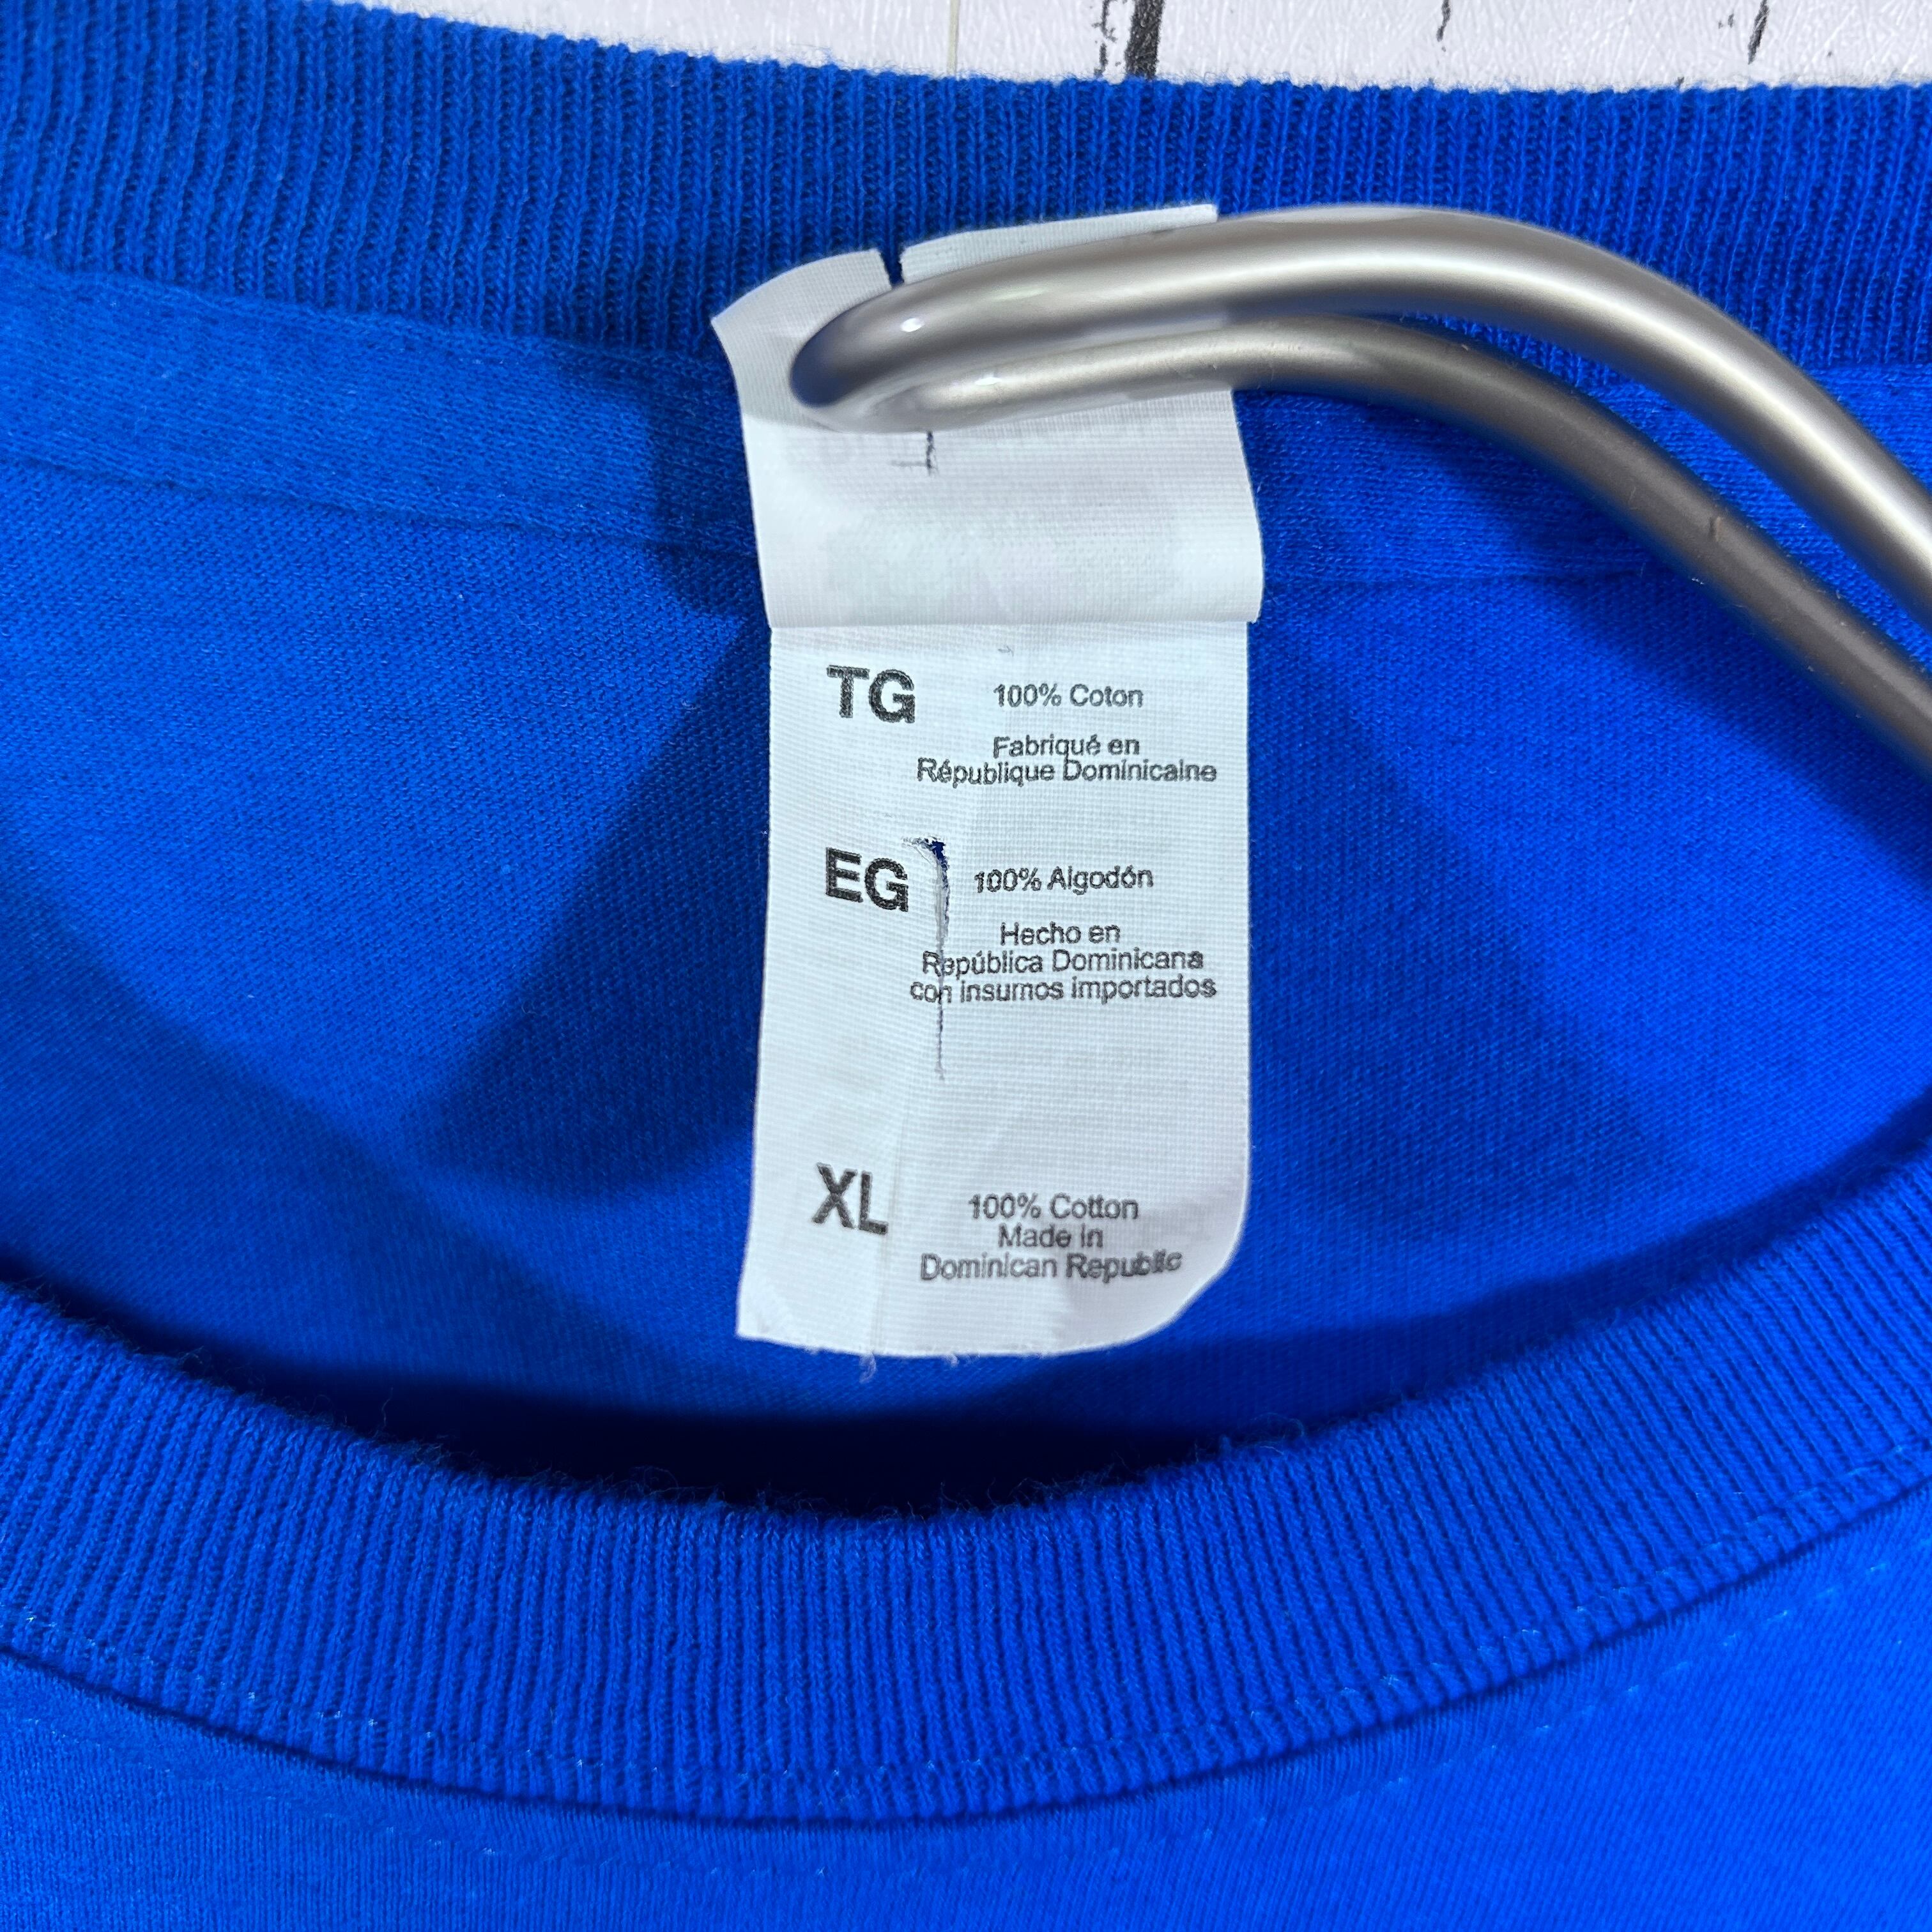 TG 100% Coton
Fabriqué en
République Dominicaine
EG 100% Algodón
Hecho en
República Dominicana
con insumos importados
XL 100% Cotton
Made in
Dominican Republic